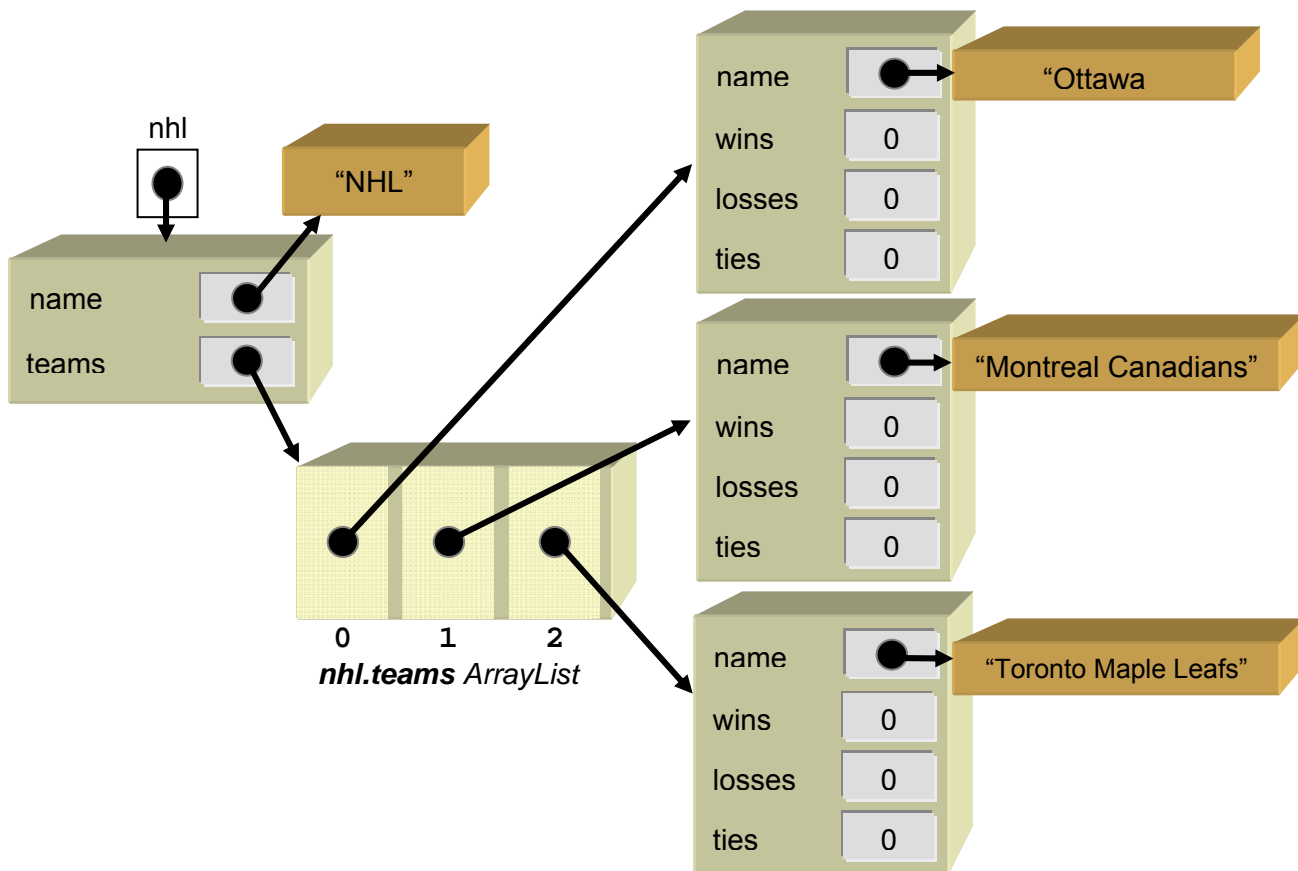 nhl
“NHL”
name
teams
0 1 2
nhl.teams ArrayList
name
“Ottawa
wins 0
losses 0
ties 0
name
“Montreal Canadians”
wins 0
losses 0
ties 0
name
“Toronto Maple Leafs”
wins 0
losses 0
ties 0